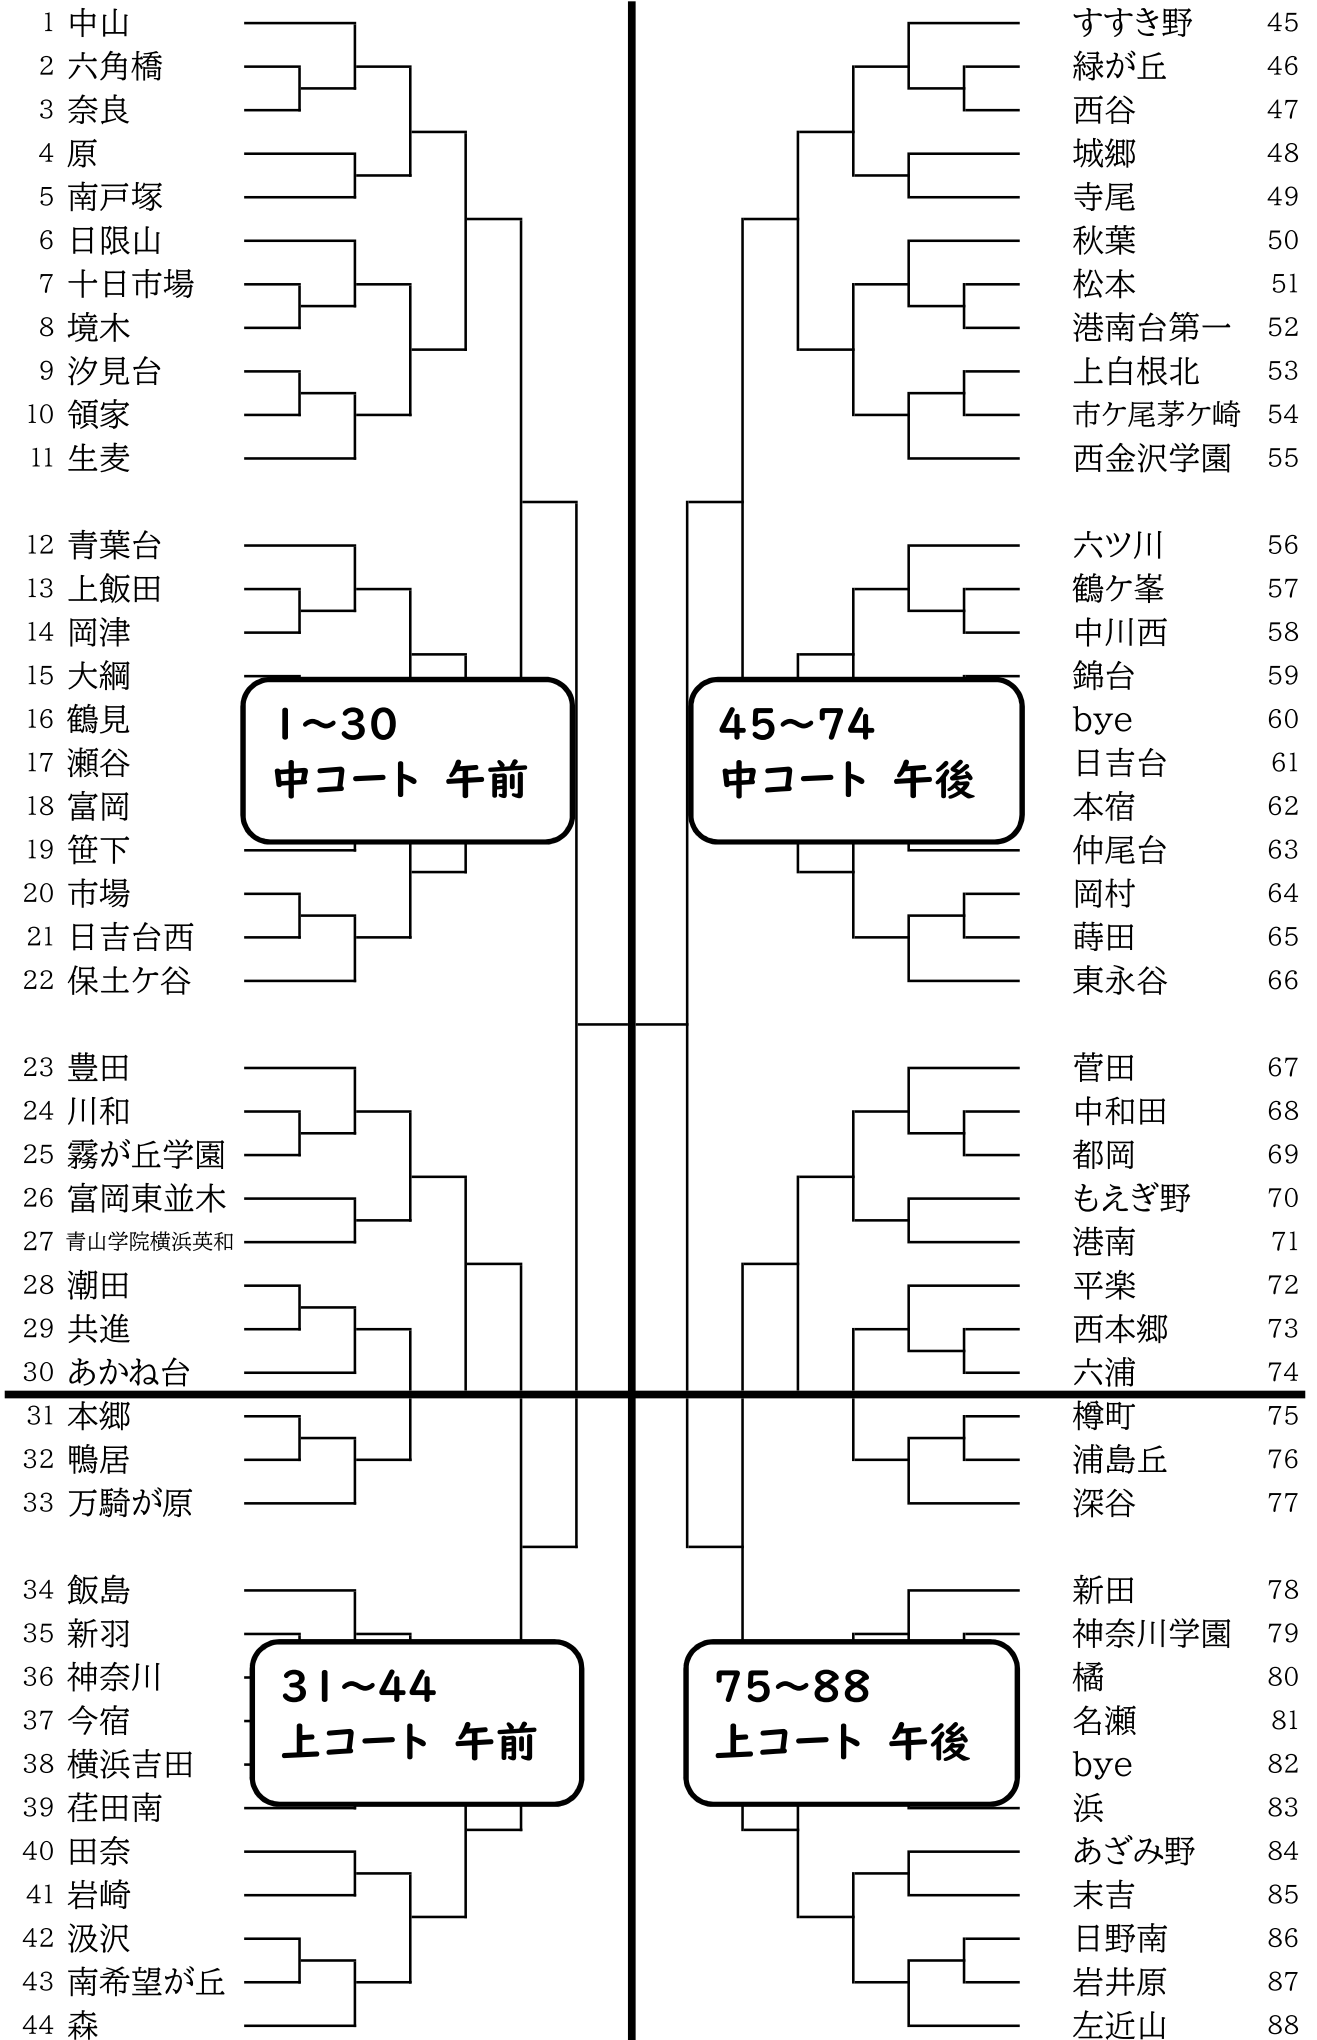 1 中山
2 六角橋
3 奈良
4 原
5 南戸塚
6 日限山
7 十日市場
8 境木
9 汐見台
10 領家
11 生麦
12 青葉台
13 上飯田
14 岡津
15 大綱
16 鶴見
17 瀬谷
18 富岡
19 笹下
20 市場
21 日吉台西
22 保土ケ谷
23 豊田
24 川和
25 霧が丘学園
26 富岡東並木
27 青山学院横浜英和
28 潮田
29 共進
30 あかね台
1～30
中コート 午前
31 本郷
32 鴨居
33 万騎が原
34 飯島
35 新羽
36 神奈川
37 今宿
38 横浜吉田
39 荏田南
40 田奈
41 岩崎
42 汲沢
43 南希望が丘
44 森
31～44
上コート 午前
すすき野 45
緑が丘 46
西谷 47
城郷 48
寺尾 49
秋葉 50
松本 51
港南台第一 52
上白根北 53
市ケ尾茅ケ崎 54
西金沢学園 55
六ツ川 56
鶴ケ峯 57
中川西 58
錦台 59
bye 60
日吉台 61
本宿 62
仲尾台 63
岡村 64
蒔田 65
東永谷 66
菅田 67
中和田 68
都岡 69
もえぎ野 70
港南 71
平楽 72
西本郷 73
六浦 74
45～74
中コート 午後
樽町 75
浦島丘 76
深谷 77
新田 78
神奈川学園 79
橘 80
名瀬 81
bye 82
浜 83
あざみ野 84
末吉 85
日野南 86
岩井原 87
左近山 88
75～88
上コート 午後